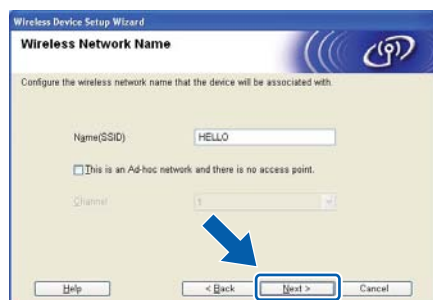 Wireless Device Setup Wizard
Wireless Network Name
Configure the wireless network name that the device will be associated with.
Name(SSID) HELLO
This is an Ad-hoc network and there is no access point.
Channel 1
Help < Back Next > Cancel